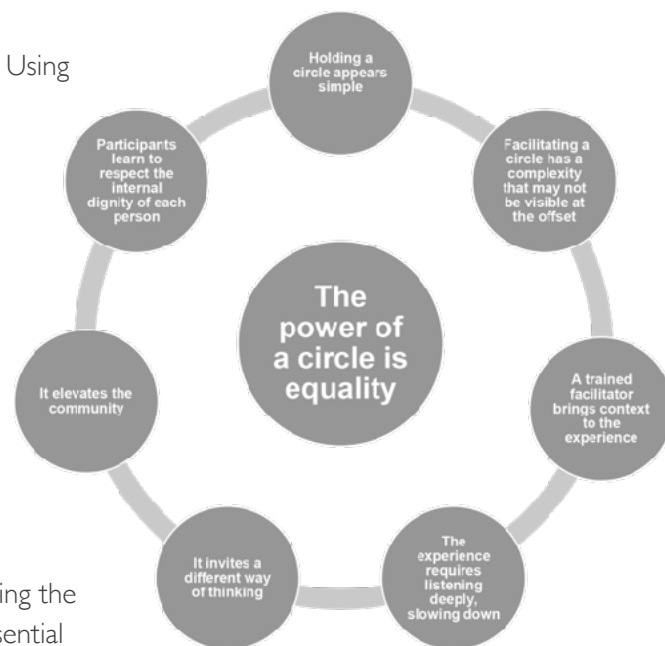 Using
Holding a
circle appears
simple
Facilitating a
circle has a
complexity
that may not
be visible at
the offset
A trained
facilitator
brings context
to the
experience
The
experience
requires
listening
deeply,
slowing down
It invites a
different way
of thinking
It elevates the
community
Participants
learn to
respect the
internal
dignity of each
person
The
power of
a circle is
equality
ing the
sential